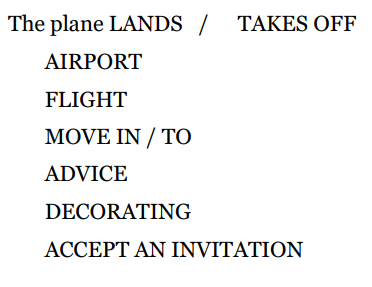 The plane LANDS / TAKES OFF
AIRPORT
FLIGHT
MOVE IN / TO
ADVICE
DECORATING
ACCEPT AN INVITATION